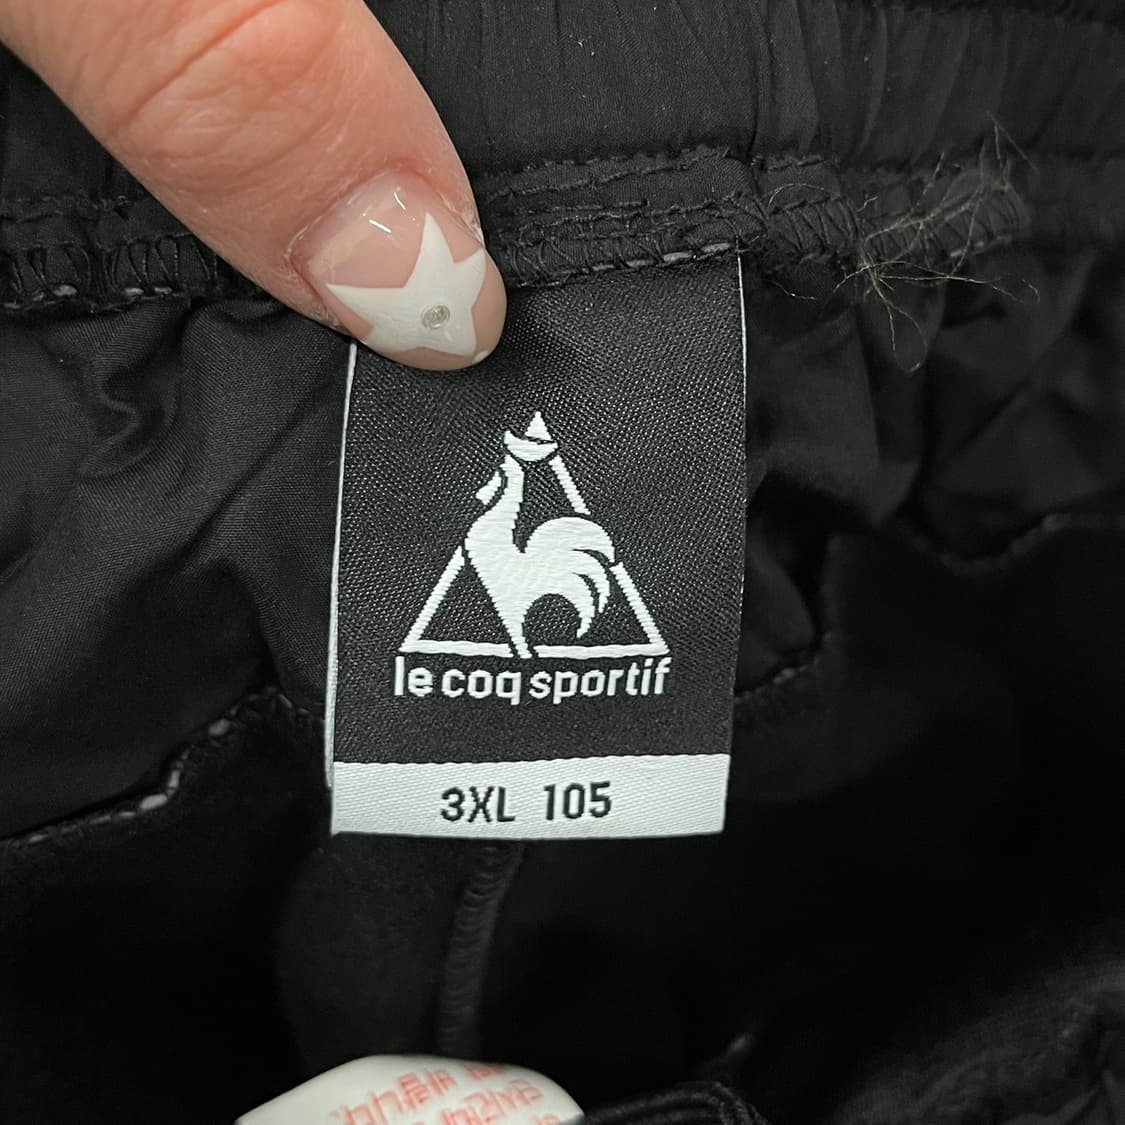 le coq sportif
3XL 105